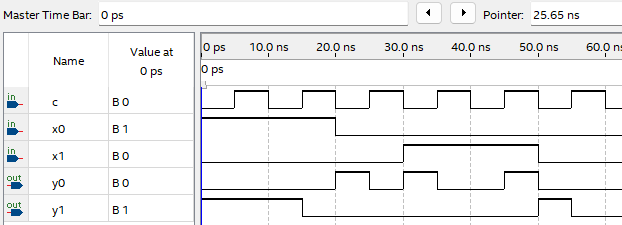 Master Time Bar: 0 ps Pointer: 25.65 ns
Name Value at 0 ps
0 ps 10.0 ns 20.0 ns 30.0 ns 40.0 ns 50.0 ns 60.0
0 ps
in c B 0
in x0 B 1
in x1 B 0
out y0 B 0
out y1 B 1